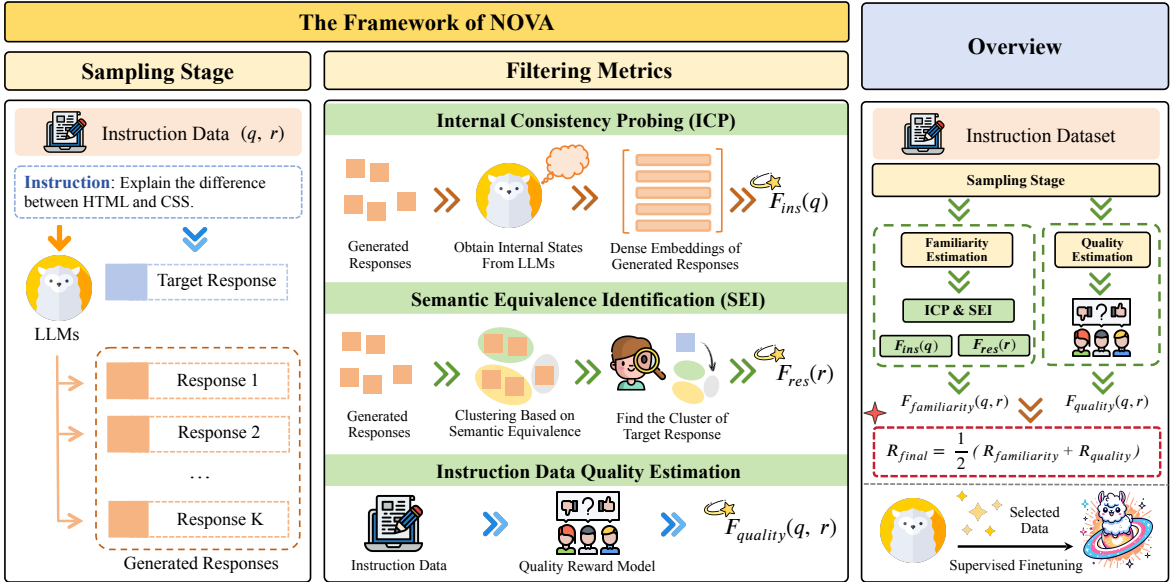 The Framework of NOVA
Sampling Stage
Instruction Data (q, r)
Instruction: Explain the difference
between HTML and CSS.
Target Response
LLMs
Response 1
Response 2
...
Response K
Generated Responses
Filtering Metrics
Internal Consistency Probing (ICP)
F_ins(q)
Generated
Responses
Obtain Internal States
From LLMs
Dense Embeddings of
Generated Responses
Semantic Equivalence Identification (SEI)
F_res(r)
Generated
Responses
Clustering Based on
Semantic Equivalence
Find the Cluster of
Target Response
Instruction Data Quality Estimation
?
F_quality(q, r)
Instruction Data
Quality Reward Model
Overview
Instruction Dataset
Sampling Stage
Familiarity
Estimation
ICP & SEI
F_ins(q)
F_res(r)
Quality
Estimation
?
F_familiarity(q,r)
F_quality(q,r)
R_final = 1/2 ( R_familiarity + R_quality )
Selected
Data
Supervised Finetuning